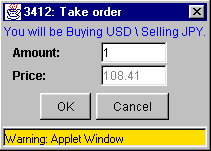 3412: Take order
You will be Buying USD \ Selling JPY.
Amount: 1
Price: 108.41
OK Cancel
Warning: Applet Window